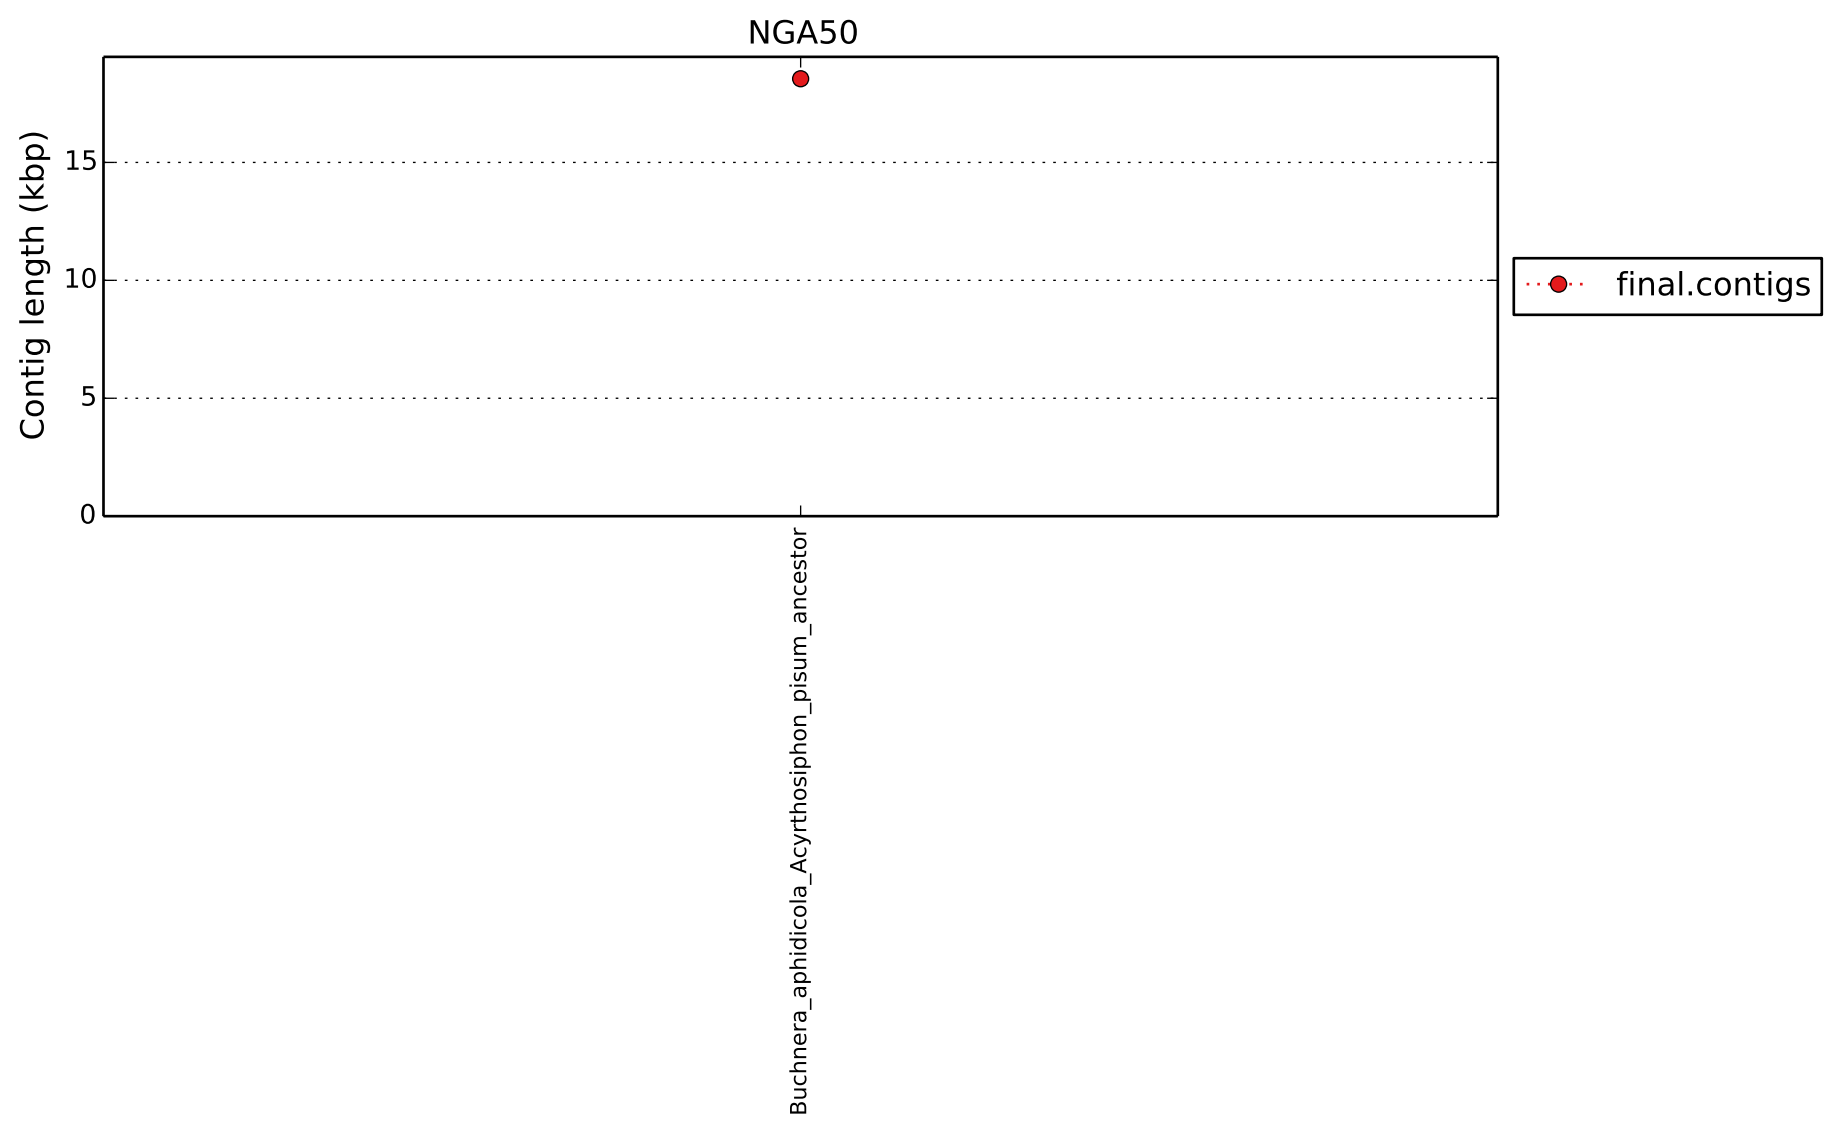 NGA50
Contig length (kbp)
15
10
5
0
final.contigs
Buchnera_aphidicola_Acyrthosiphon_pisum_ancestor